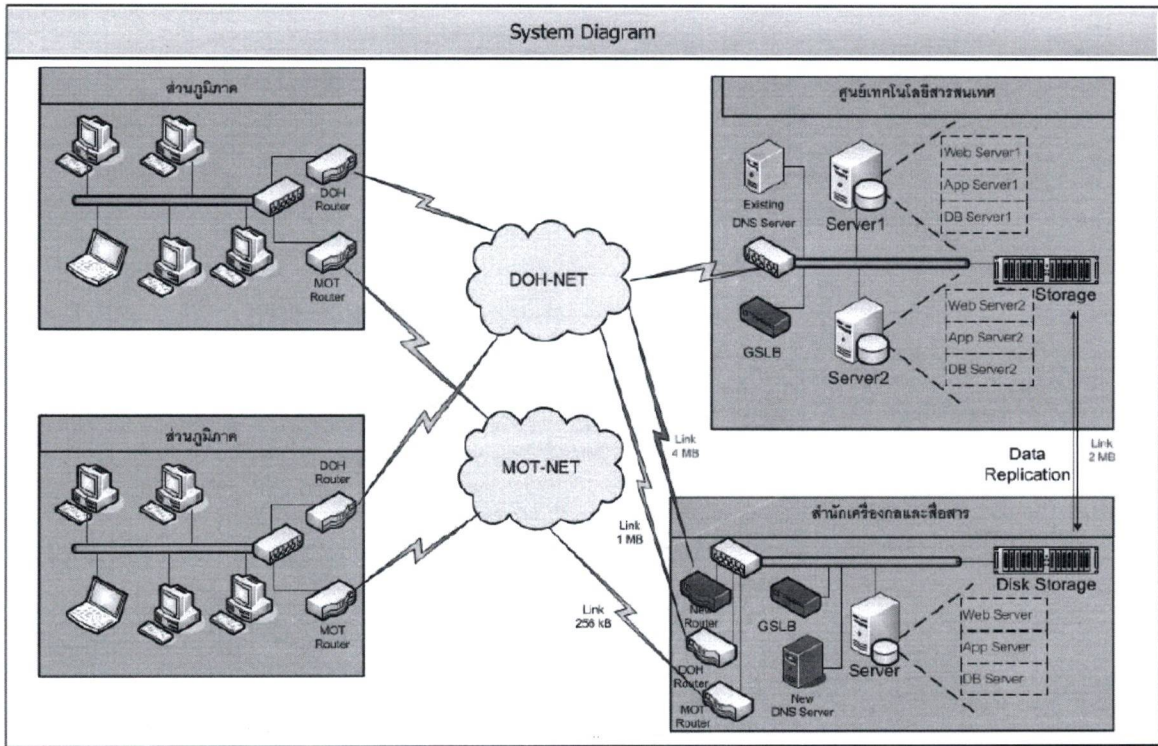 System Diagram
ส่วนภูมิภาค
DOH
Router
MOT
Router
ส่วนภูมิภาค
DOH
Router
MOT
Router
DOH-NET
MOT-NET
Link
4 MB
Link
1 MB
Link
256 kB
ศูนย์เทคโนโลยีสารสนเทศ
Existing
DNS Server
GSLB
Server1
Web Server1
App Server1
DB Server1
Storage
Server2
Web Server2
App Server2
DB Server2
Data
Replication
Link
2 MB
สำนักเครื่องกลและสื่อสาร
New
Router
DOH
Router
MOT
Router
GSLB
New
DNS Server
Server
Disk Storage
Web Server
App Server
DB Server